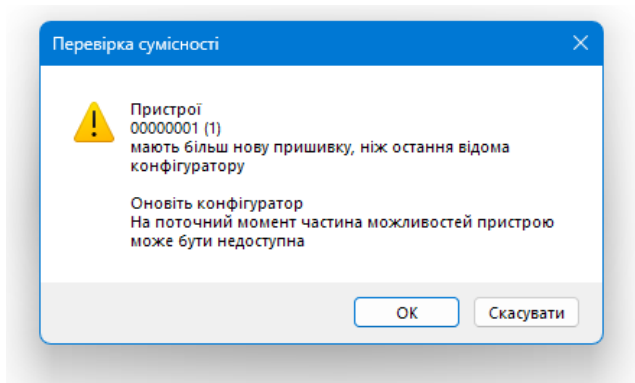 Перевірка сумісності
Пристрої
00000001 (1)
мають більш нову пришивку, ніж остання відома
конфігуратору
Оновіть конфігуратор
На поточний момент частина можливостей пристрою
може бути недоступна
OK
Скасувати